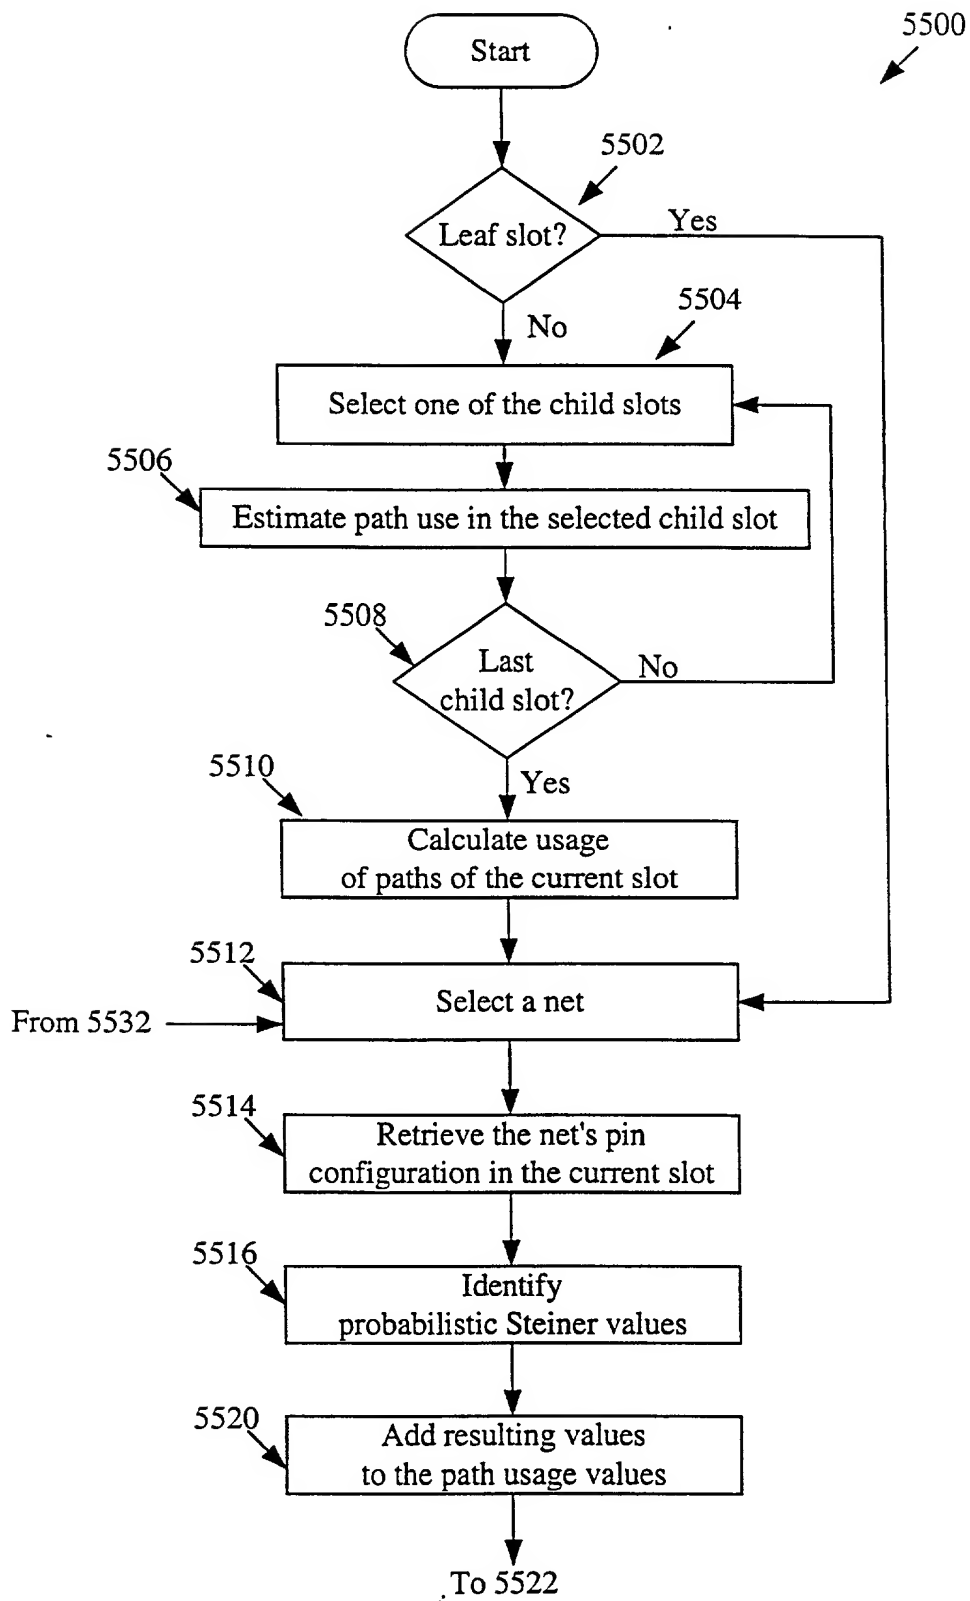 5500
Start
5502
Leaf slot?
Yes
No
5504
Select one of the child slots
5506
Estimate path use in the selected child slot
5508
Last
child slot?
No
Yes
5510
Calculate usage
of paths of the current slot
5512
Select a net
From 5532
5514
Retrieve the net's pin
configuration in the current slot
5516
Identify
probabilistic Steiner values
5520
Add resulting values
to the path usage values
To 5522